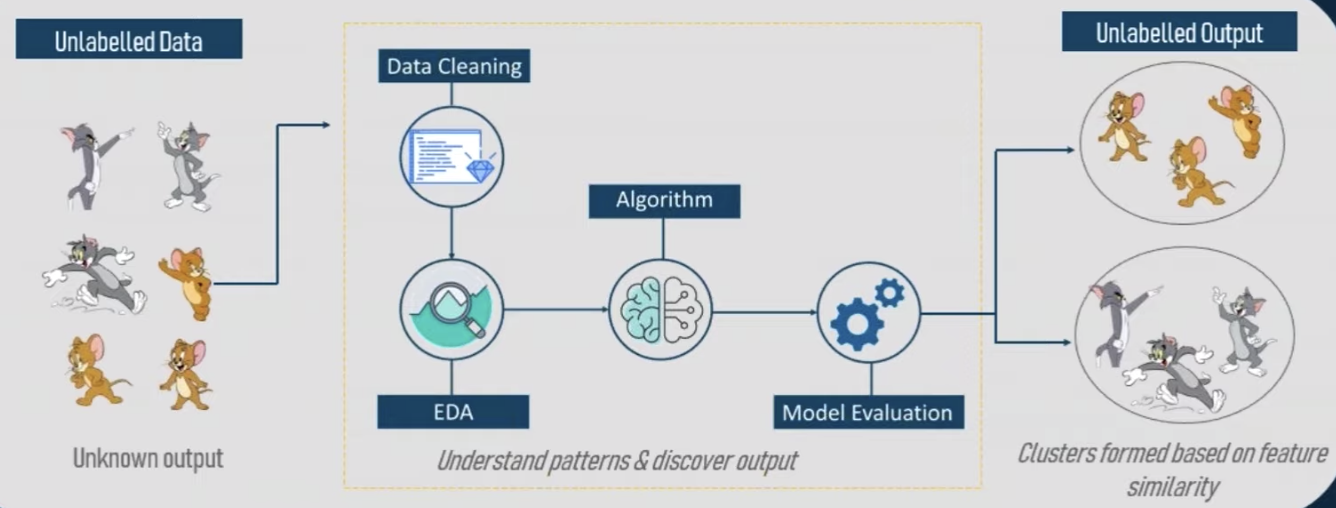 Unlabelled Data
Unknown output
Data Cleaning
EDA
Algorithm
Model Evaluation
Understand patterns & discover output
Unlabelled Output
Clusters formed based on feature
similarity